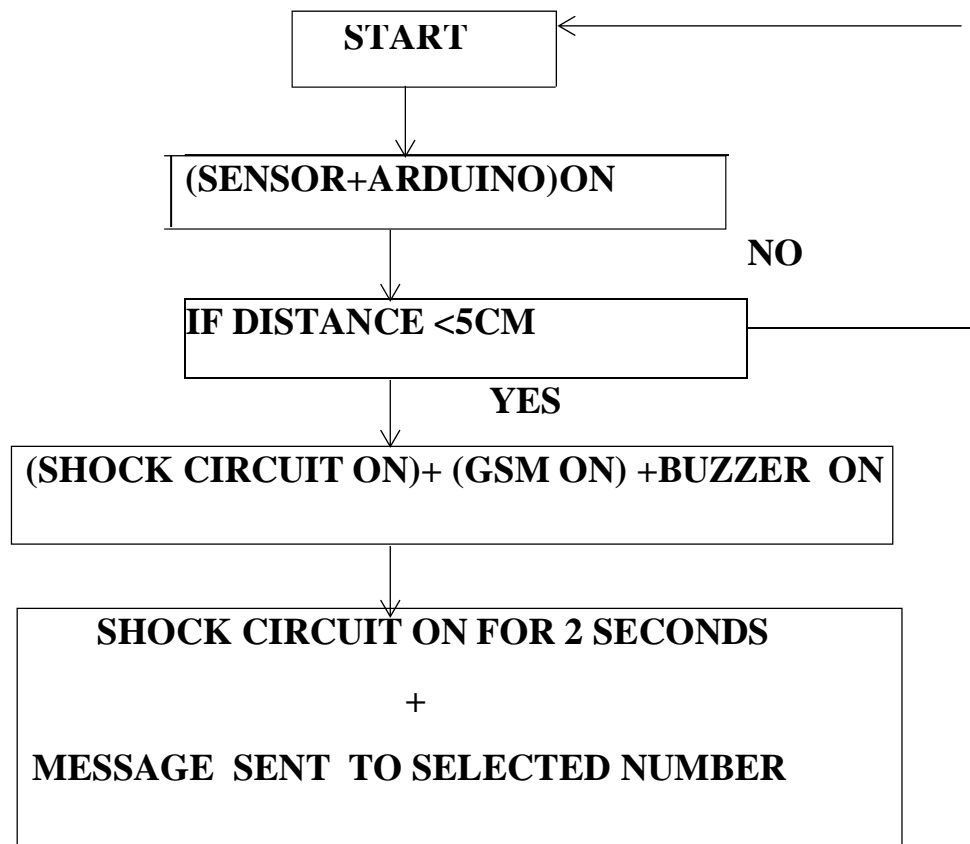 START
(SENSOR+ARDUINO)ON
NO
IF DISTANCE <5CM
YES
(SHOCK CIRCUIT ON)+ (GSM ON) +BUZZER ON
SHOCK CIRCUIT ON FOR 2 SECONDS
+
MESSAGE SENT TO SELECTED NUMBER